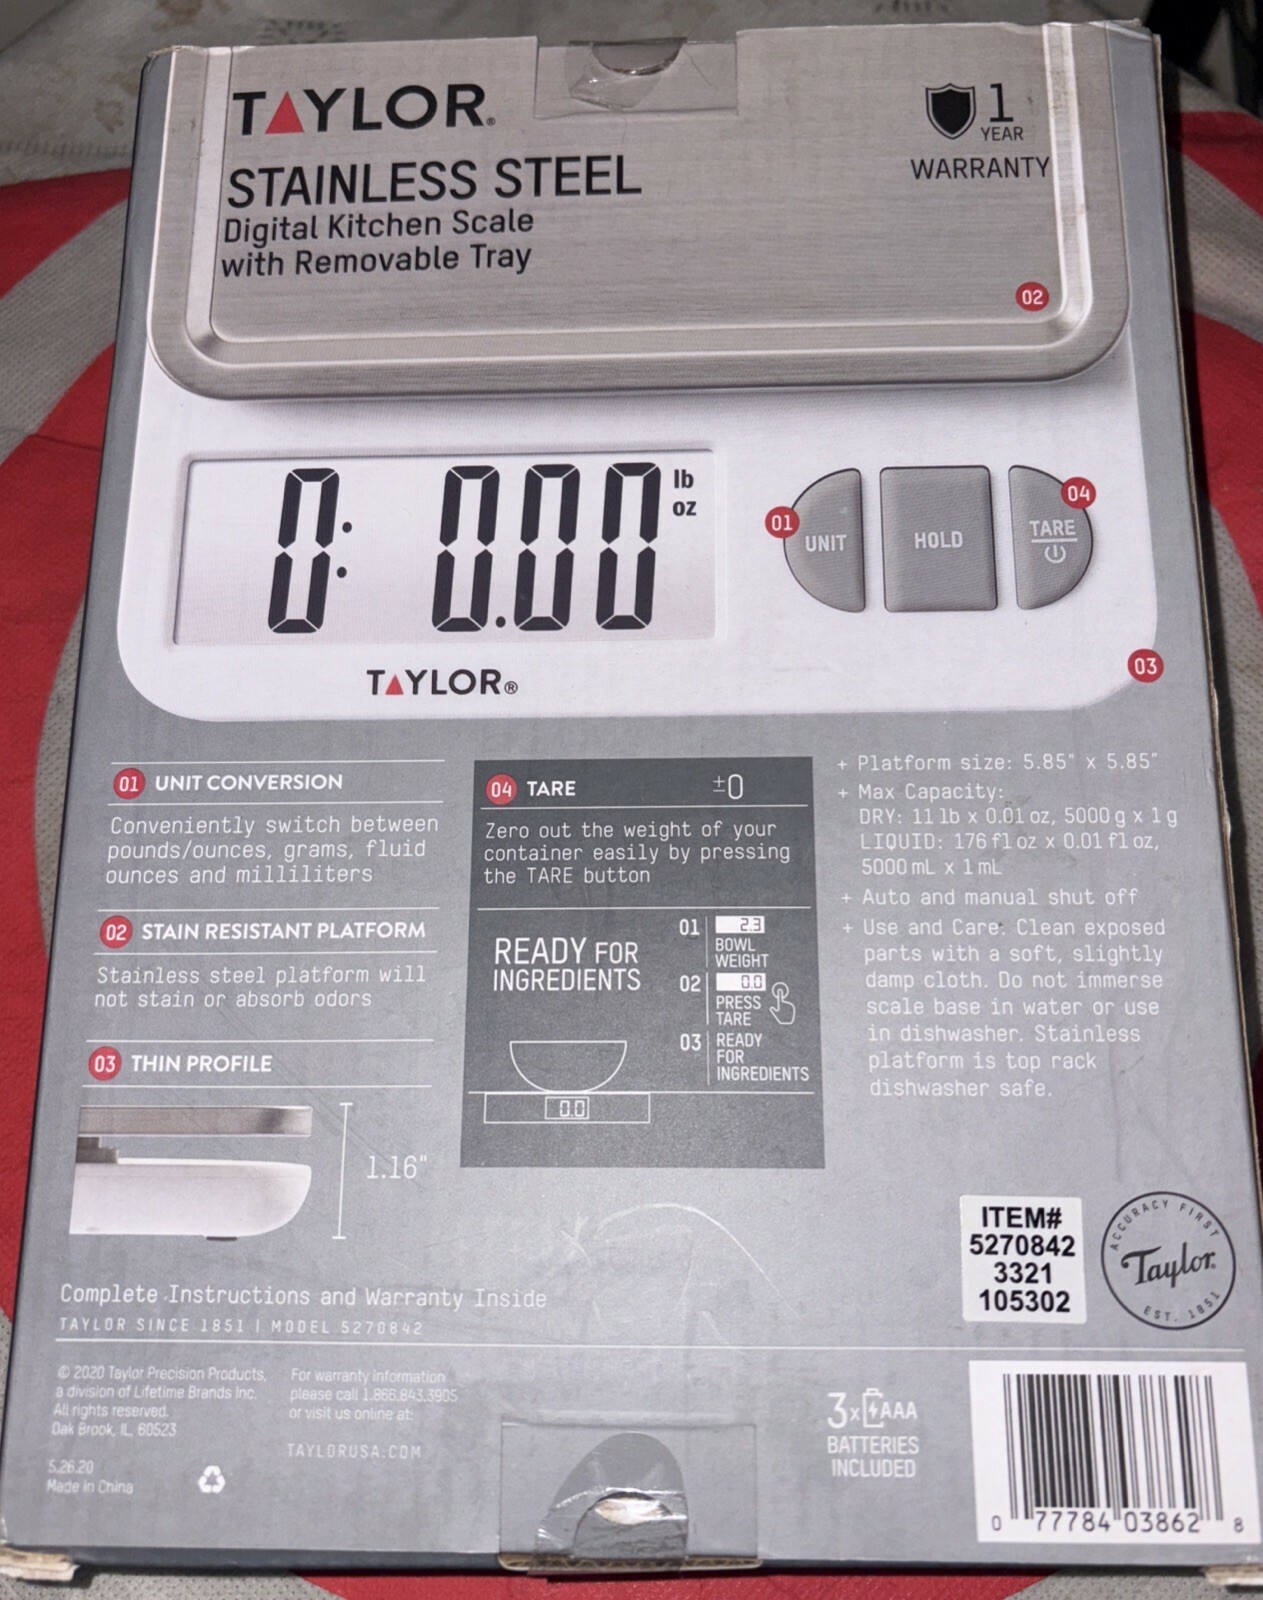 TAYLOR®
STAINLESS STEEL
Digital Kitchen Scale
with Removable Tray
1
YEAR
WARRANTY
02
0: 0.00 lb
oz
01
UNIT
HOLD
TARE
04
TAYLOR®
03
01 UNIT CONVERSION
Conveniently switch between
pounds/ounces, grams, fluid
ounces and milliliters
02 STAIN RESISTANT PLATFORM
Stainless steel platform will
not stain or absorb odors
03 THIN PROFILE
1.16"
04 TARE ±0
Zero out the weight of your
container easily by pressing
the TARE button
READY FOR
INGREDIENTS
0.0
01 2.3
BOWL
WEIGHT
02 0.0
PRESS
TARE
03 READY
FOR
INGREDIENTS
+ Platform size: 5.85" x 5.85"
+ Max Capacity:
DRY: 11 lb x 0.01 oz, 5000 g x 1 g
LIQUID: 176 fl oz x 0.01 fl oz,
5000 mL x 1 mL
+ Auto and manual shut off
+ Use and Care: Clean exposed
parts with a soft, slightly
damp cloth. Do not immerse
scale base in water or use
in dishwasher. Stainless
platform is top rack
dishwasher safe.
ITEM#
5270842
3321
105302
ACCURACY FIRST
Taylor®
EST. 1851
Complete Instructions and Warranty Inside
TAYLOR SINCE 1851 | MODEL 5270842
© 2020 Taylor Precision Products,
a division of Lifetime Brands Inc.
All rights reserved.
Oak Brook, IL, 60523
5.26.20
Made in China
For warranty information
please call 1.866.843.3905
or visit us online at:
TAYLORUSA.COM
3x AAA
BATTERIES
INCLUDED
0 77784 03862 8